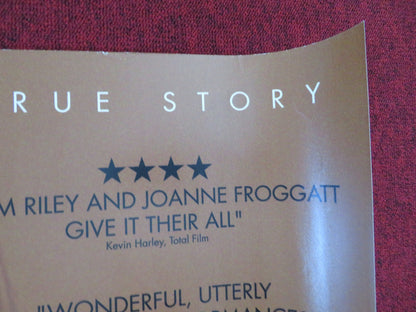 RUE STORY
★★★★
M RILEY AND JOANNE FROGGATT
GIVE IT THEIR ALL"
Kevin Harley, Total Film
"WONDERFUL, UTTERLY